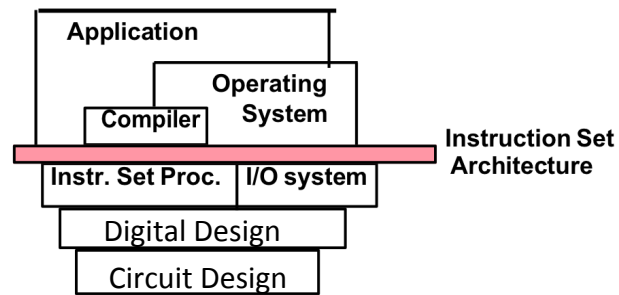 Application
Operating
System
Compiler
Instruction Set
Architecture
Instr. Set Proc.
I/O system
Digital Design
Circuit Design